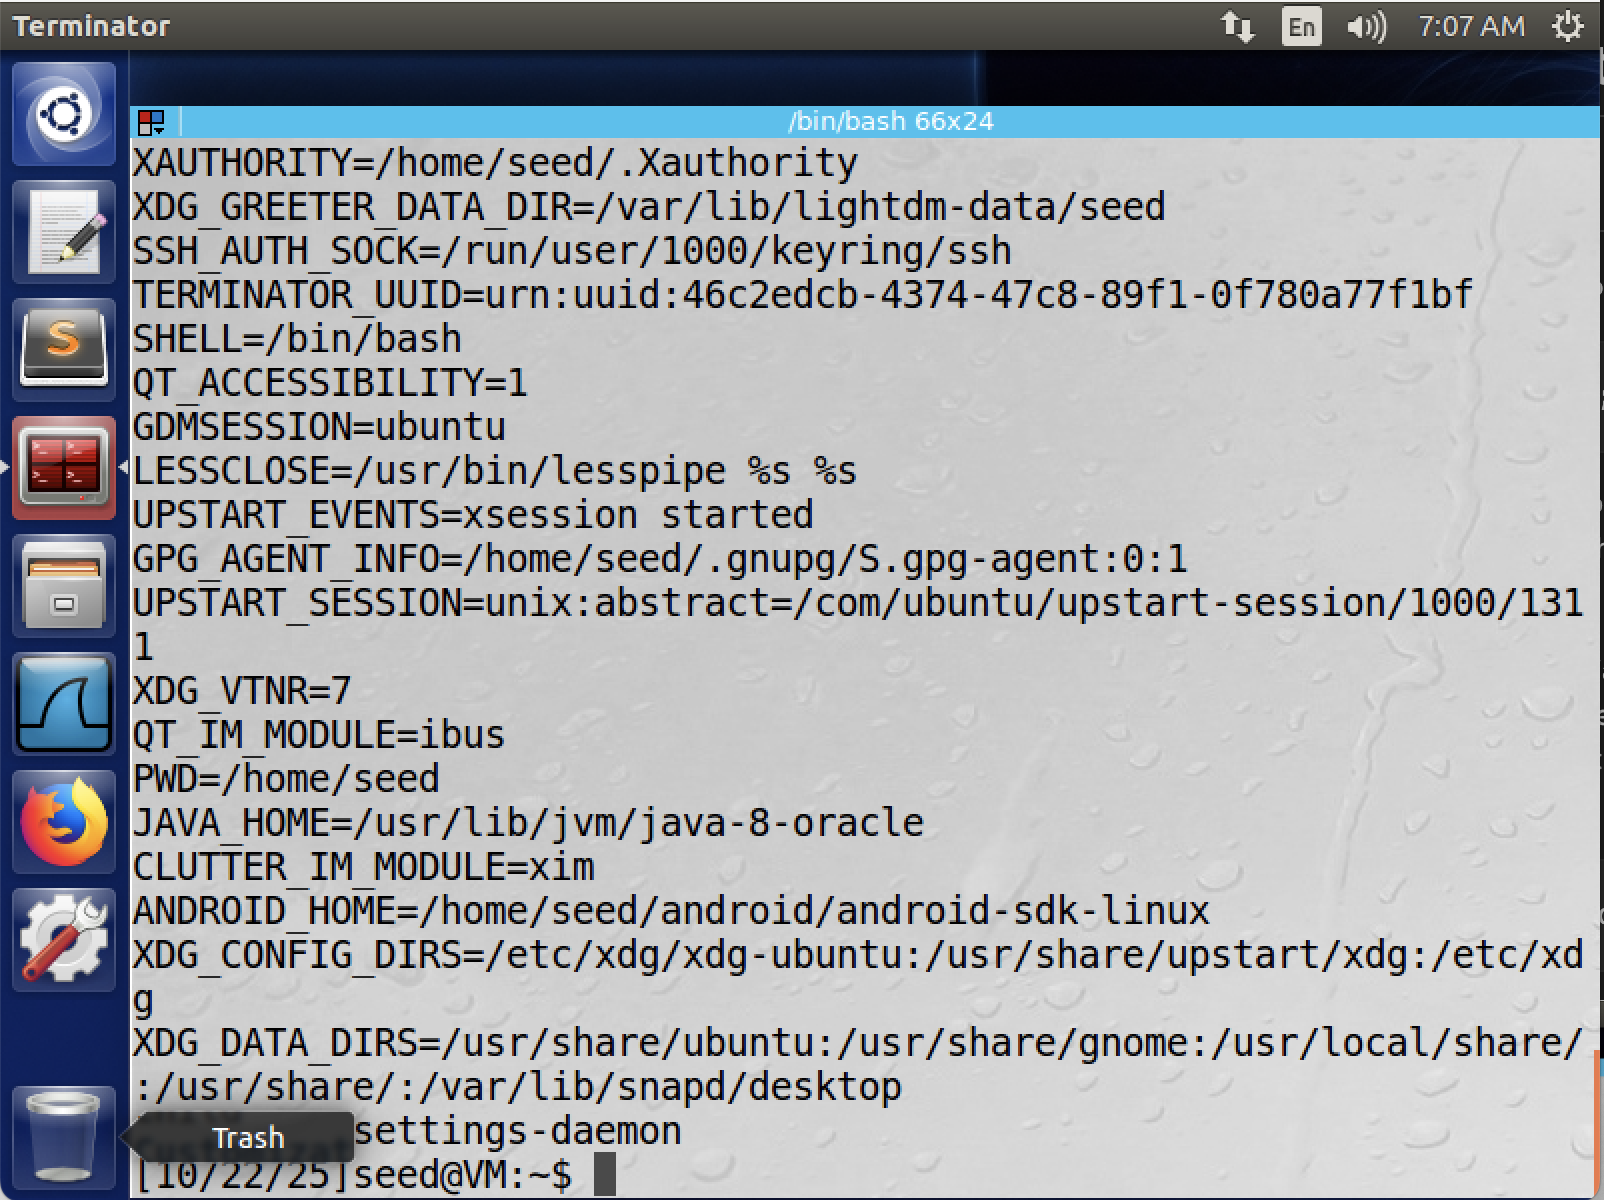 Terminator
En
7:07 AM
/bin/bash 66x24
XAUTHORITY=/home/seed/.Xauthority
XDG_GREETER_DATA_DIR=/var/lib/lightdm-data/seed
SSH_AUTH_SOCK=/run/user/1000/keyring/ssh
TERMINATOR_UUID=urn:uuid:46c2edcb-4374-47c8-89f1-0f780a77f1bf
SHELL=/bin/bash
QT_ACCESSIBILITY=1
GDMSESSION=ubuntu
LESSCLOSE=/usr/bin/lesspipe %s %s
UPSTART_EVENTS=xsession started
GPG_AGENT_INFO=/home/seed/.gnupg/S.gpg-agent:0:1
UPSTART_SESSION=unix:abstract=/com/ubuntu/upstart-session/1000/131
1
XDG_VTNR=7
QT_IM_MODULE=ibus
PWD=/home/seed
JAVA_HOME=/usr/lib/jvm/java-8-oracle
CLUTTER_IM_MODULE=xim
ANDROID_HOME=/home/seed/android/android-sdk-linux
XDG_CONFIG_DIRS=/etc/xdg/xdg-ubuntu:/usr/share/upstart/xdg:/etc/xd
g
XDG_DATA_DIRS=/usr/share/ubuntu:/usr/share/gnome:/usr/local/share/
:/usr/share/:/var/lib/snapd/desktop
Trash
settings-daemon
[10/22/25]seed@VM:~$